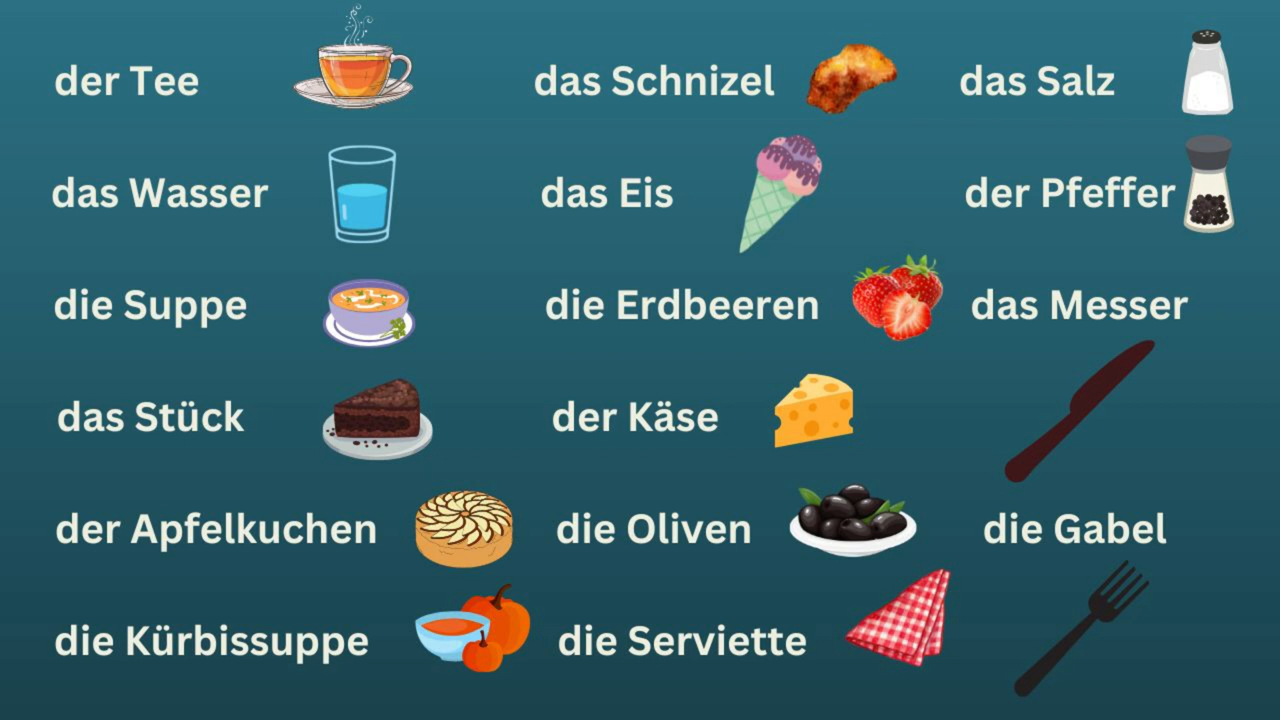 der Tee
das Wasser
die Suppe
das Stück
der Apfelkuchen
die Kürbissuppe
das Schnizel
das Eis
die Erdbeeren
der Käse
die Oliven
die Serviette
das Salz
der Pfeffer
das Messer
die Gabel